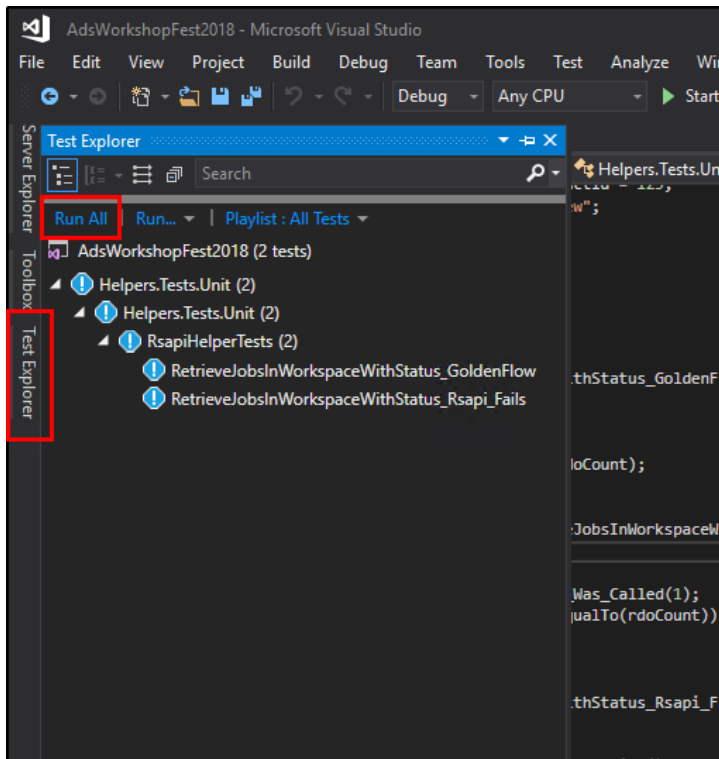 AdsWorkshopFest2018 - Microsoft Visual Studio
File Edit View Project Build Debug Team Tools Test Analyze
Debug Any CPU Start
Server Explorer
Toolbox
Test Explorer
Test Explorer
Search
Run All | Run... | Playlist : All Tests
AdsWorkshopFest2018 (2 tests)
Helpers.Tests.Unit (2)
Helpers.Tests.Unit (2)
RsapiHelperTests (2)
RetrieveJobsInWorkspaceWithStatus_GoldenFlow
RetrieveJobsInWorkspaceWithStatus_Rsapi_Fails
Helpers.Tests.Un
w";
thStatus_GoldenF
doCount);
JobsInWorkspaceW
_Was_Called(1);
ualTo(rdoCount))
thStatus_Rsapi_F